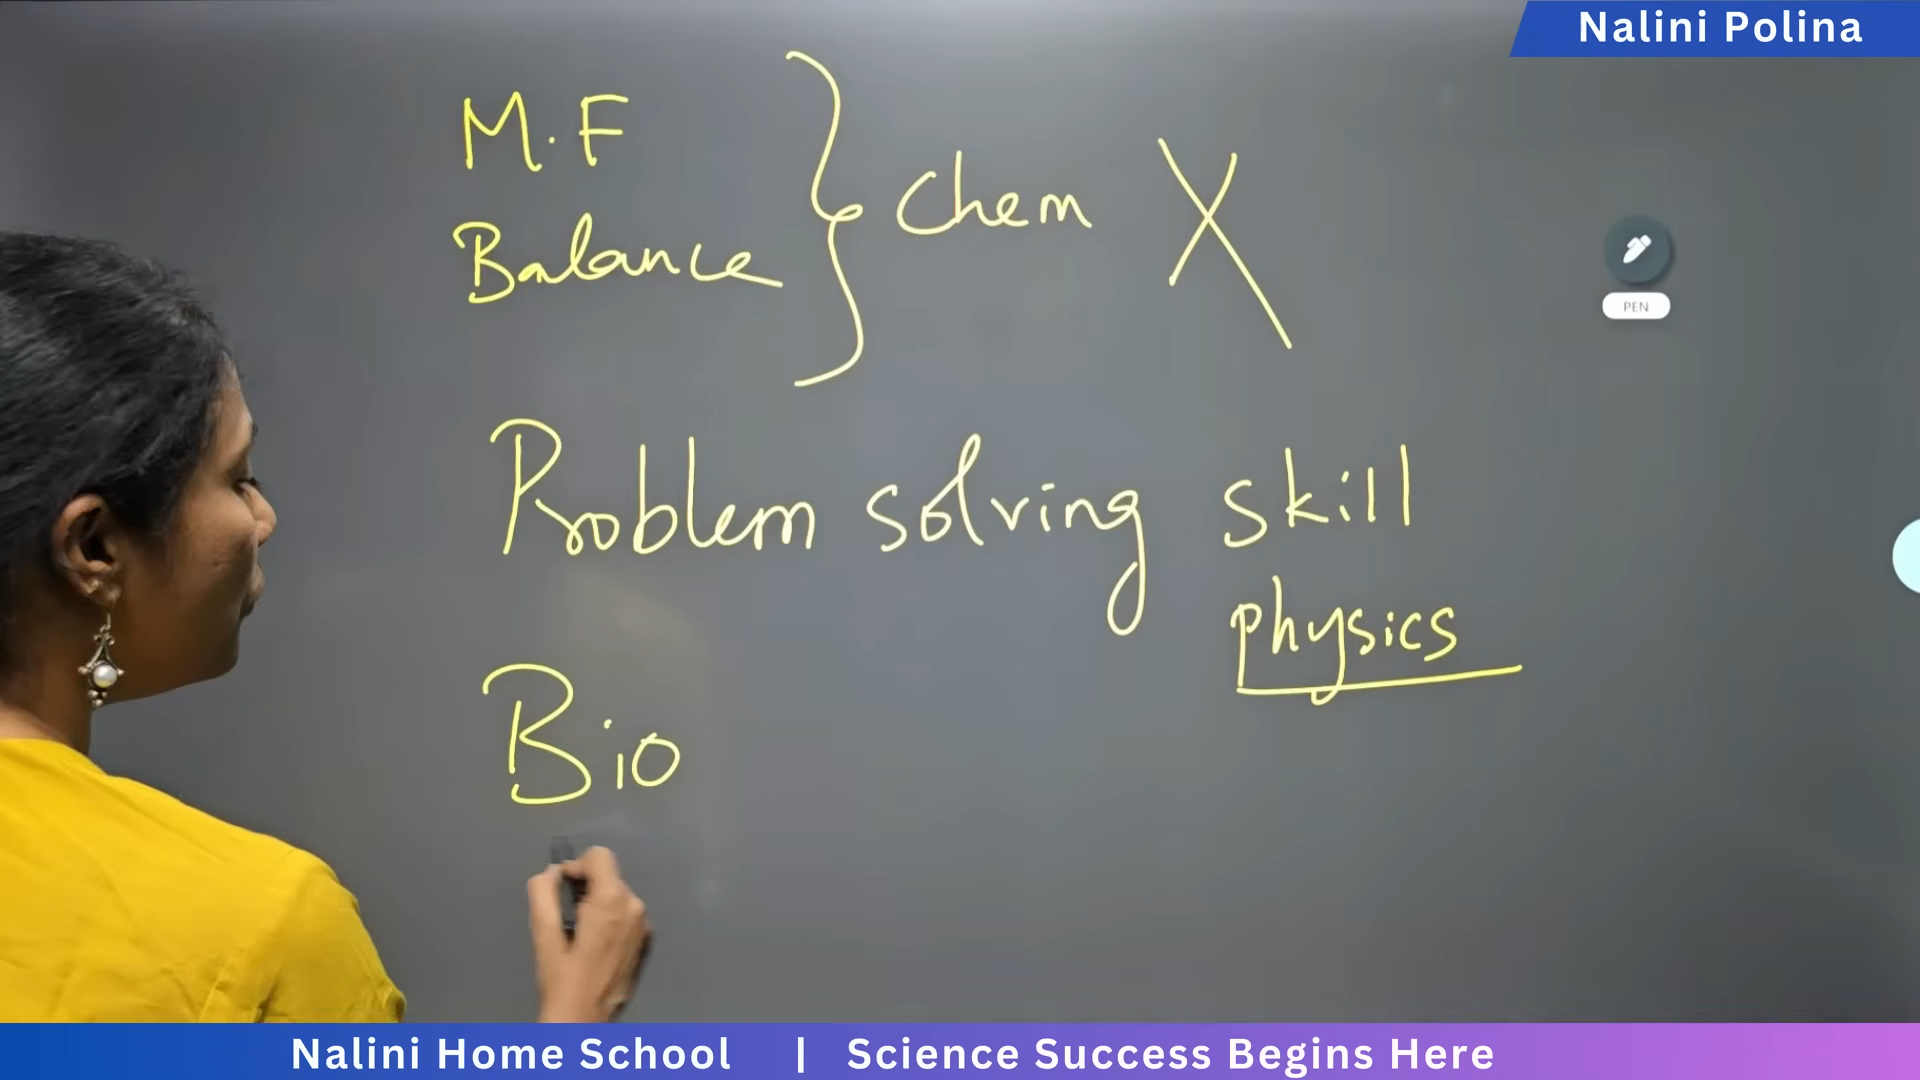 Nalini Polina
M.F
Balance
Chem X
PEN
Problem solving skill
physics
Bio
Nalini Home School | Science Success Begins Here